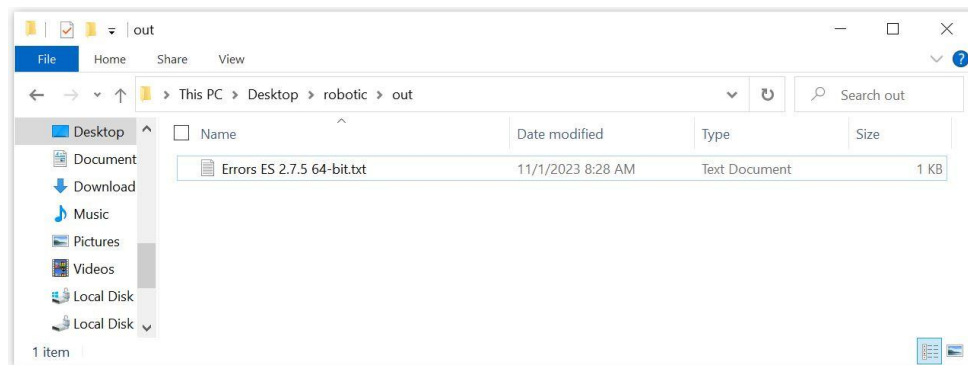 out
File Home Share View
This PC > Desktop > robotic > out
Search out
Desktop
Document
Download
Music
Pictures
Videos
Local Disk
Local Disk
Name Date modified Type Size
Errors ES 2.7.5 64-bit.txt 11/1/2023 8:28 AM Text Document 1 KB
1 item